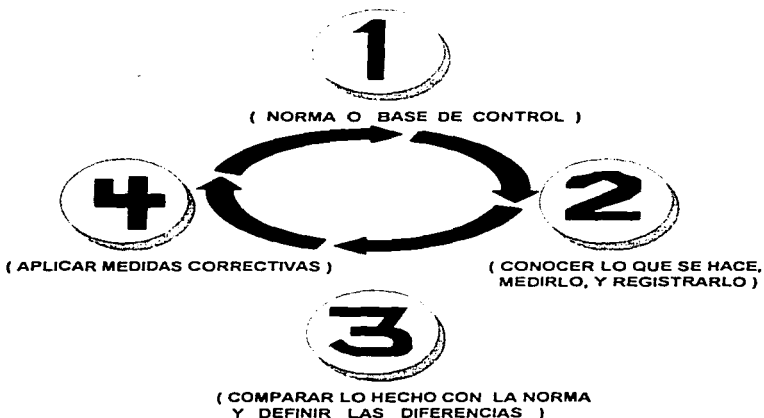 1
( NORMA O BASE DE CONTROL )
2
( CONOCER LO QUE SE HACE,
MEDIRLO, Y REGISTRARLO )
3
( COMPARAR LO HECHO CON LA NORMA
Y DEFINIR LAS DIFERENCIAS )
4
( APLICAR MEDIDAS CORRECTIVAS )